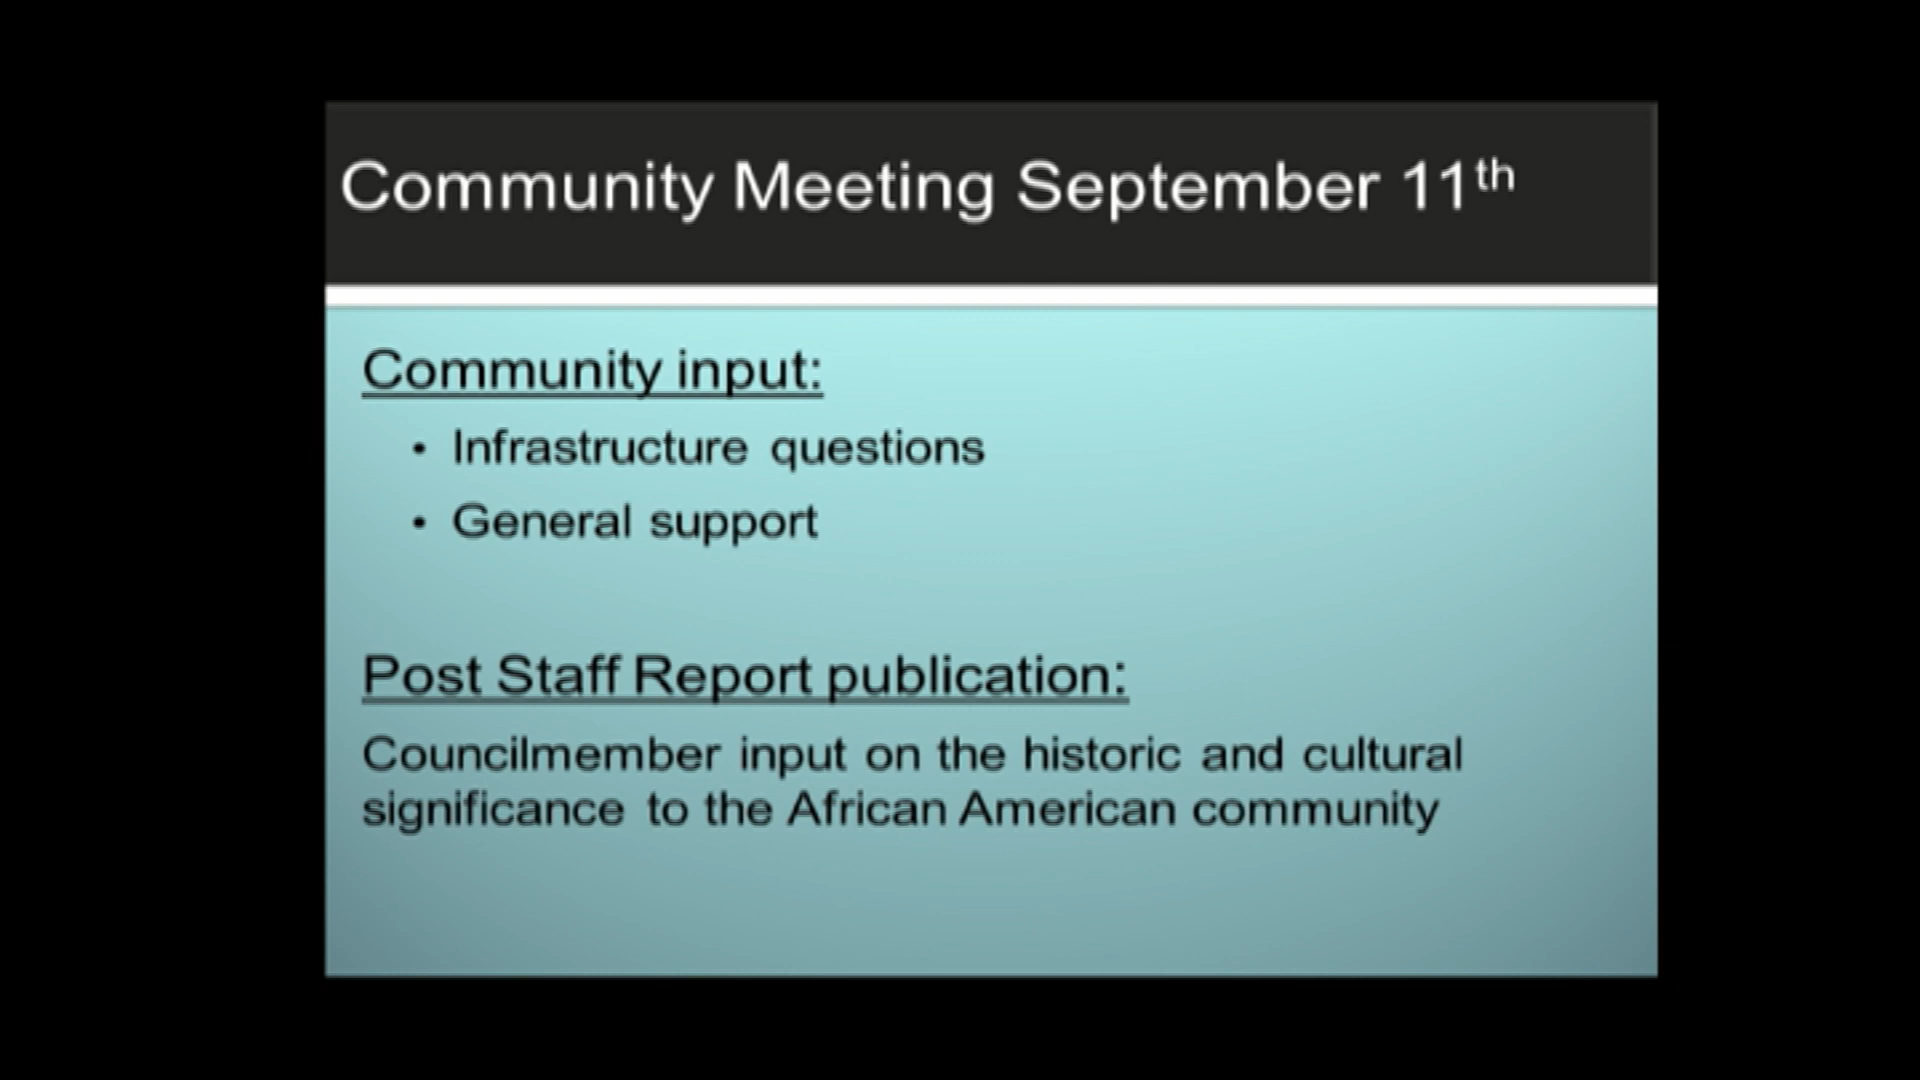 Community Meeting September 11th
Community input:
• Infrastructure questions
• General support
Post Staff Report publication:
Councilmember input on the historic and cultural
significance to the African American community